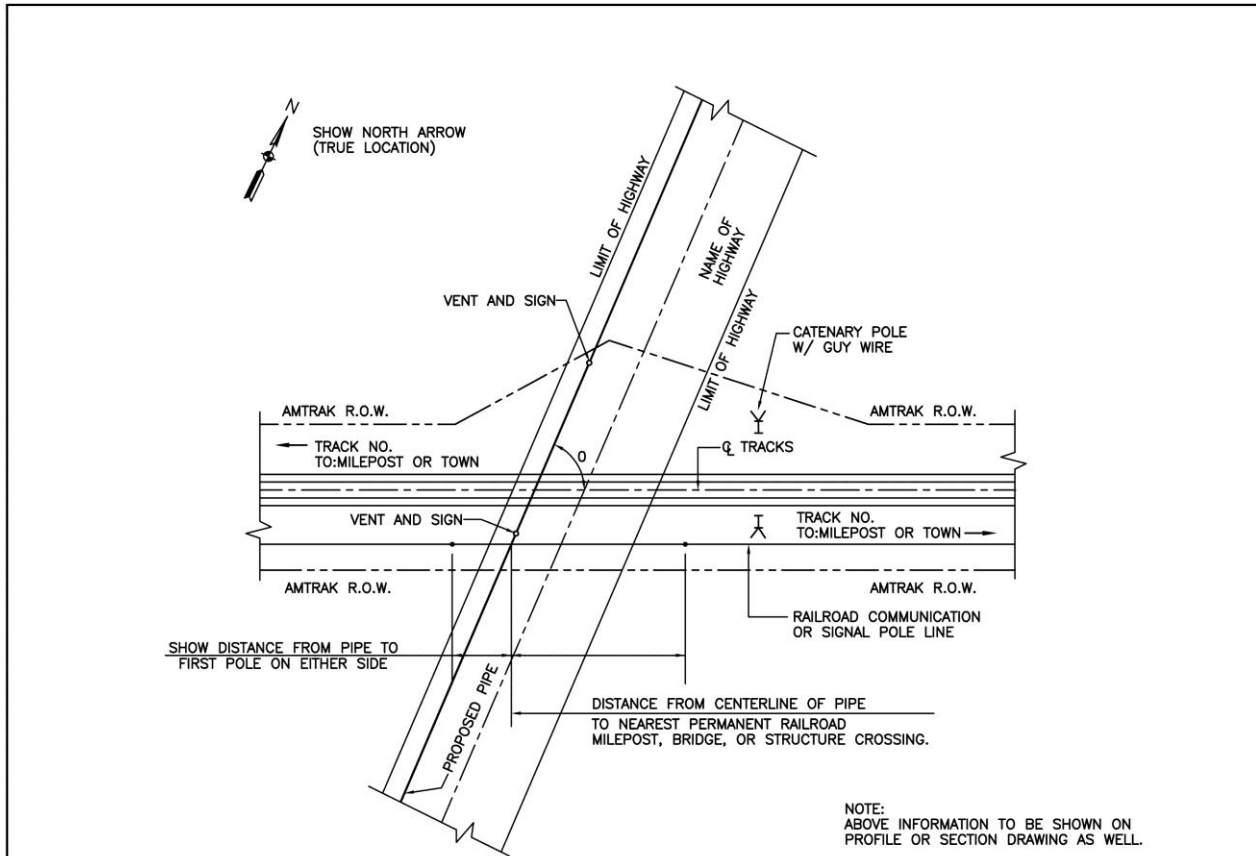 N
SHOW NORTH ARROW
(TRUE LOCATION)
LIMIT OF HIGHWAY
NAME OF
HIGHWAY
LIMIT OF HIGHWAY
VENT AND SIGN
CATENARY POLE
W/ GUY WIRE
AMTRAK R.O.W.
AMTRAK R.O.W.
TRACK NO.
TO:MILEPOST OR TOWN
O
℄ TRACKS
VENT AND SIGN
TRACK NO.
TO:MILEPOST OR TOWN
AMTRAK R.O.W.
AMTRAK R.O.W.
RAILROAD COMMUNICATION
OR SIGNAL POLE LINE
SHOW DISTANCE FROM PIPE TO
FIRST POLE ON EITHER SIDE
PROPOSED PIPE
DISTANCE FROM CENTERLINE OF PIPE
TO NEAREST PERMANENT RAILROAD
MILEPOST, BRIDGE, OR STRUCTURE CROSSING.
NOTE:
ABOVE INFORMATION TO BE SHOWN ON
PROFILE OR SECTION DRAWING AS WELL.